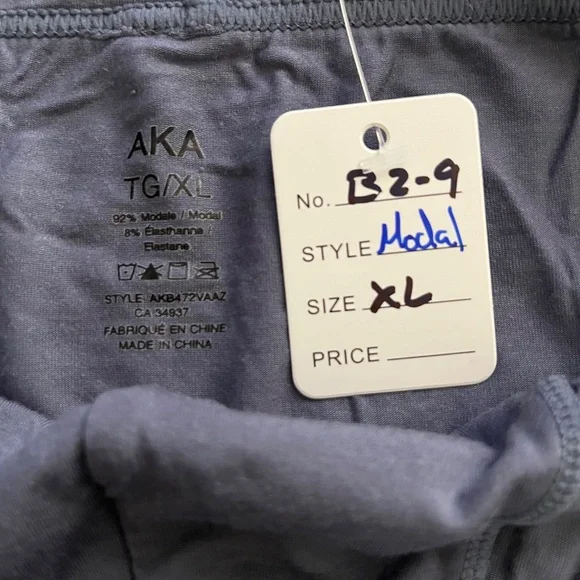 AKA
TG/XL
92% Modale / Modal
8% Élasthanna /
Elastane
STYLE: AKB472VAAZ
CA 34937
FABRIQUÉ EN CHINE
MADE IN CHINA
No. B2-9
STYLE Modal
SIZE XL
PRICE